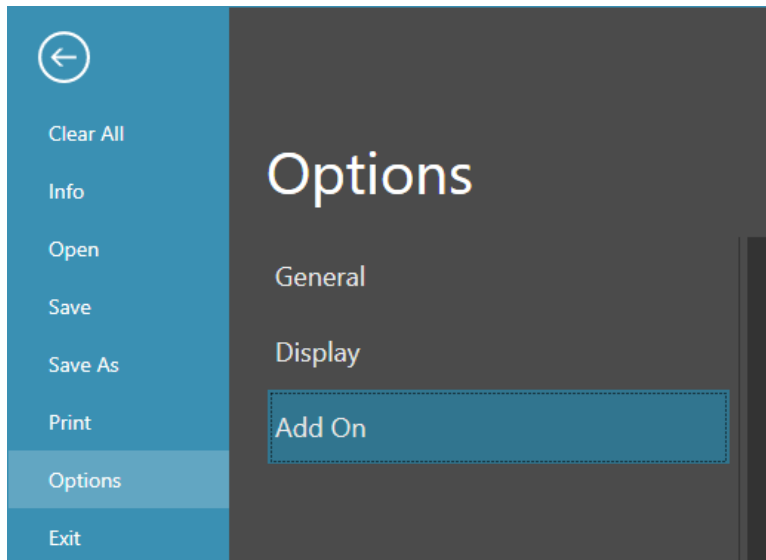 Clear All
Info
Open
Save
Save As
Print
Options
Exit
Options
General
Display
Add On